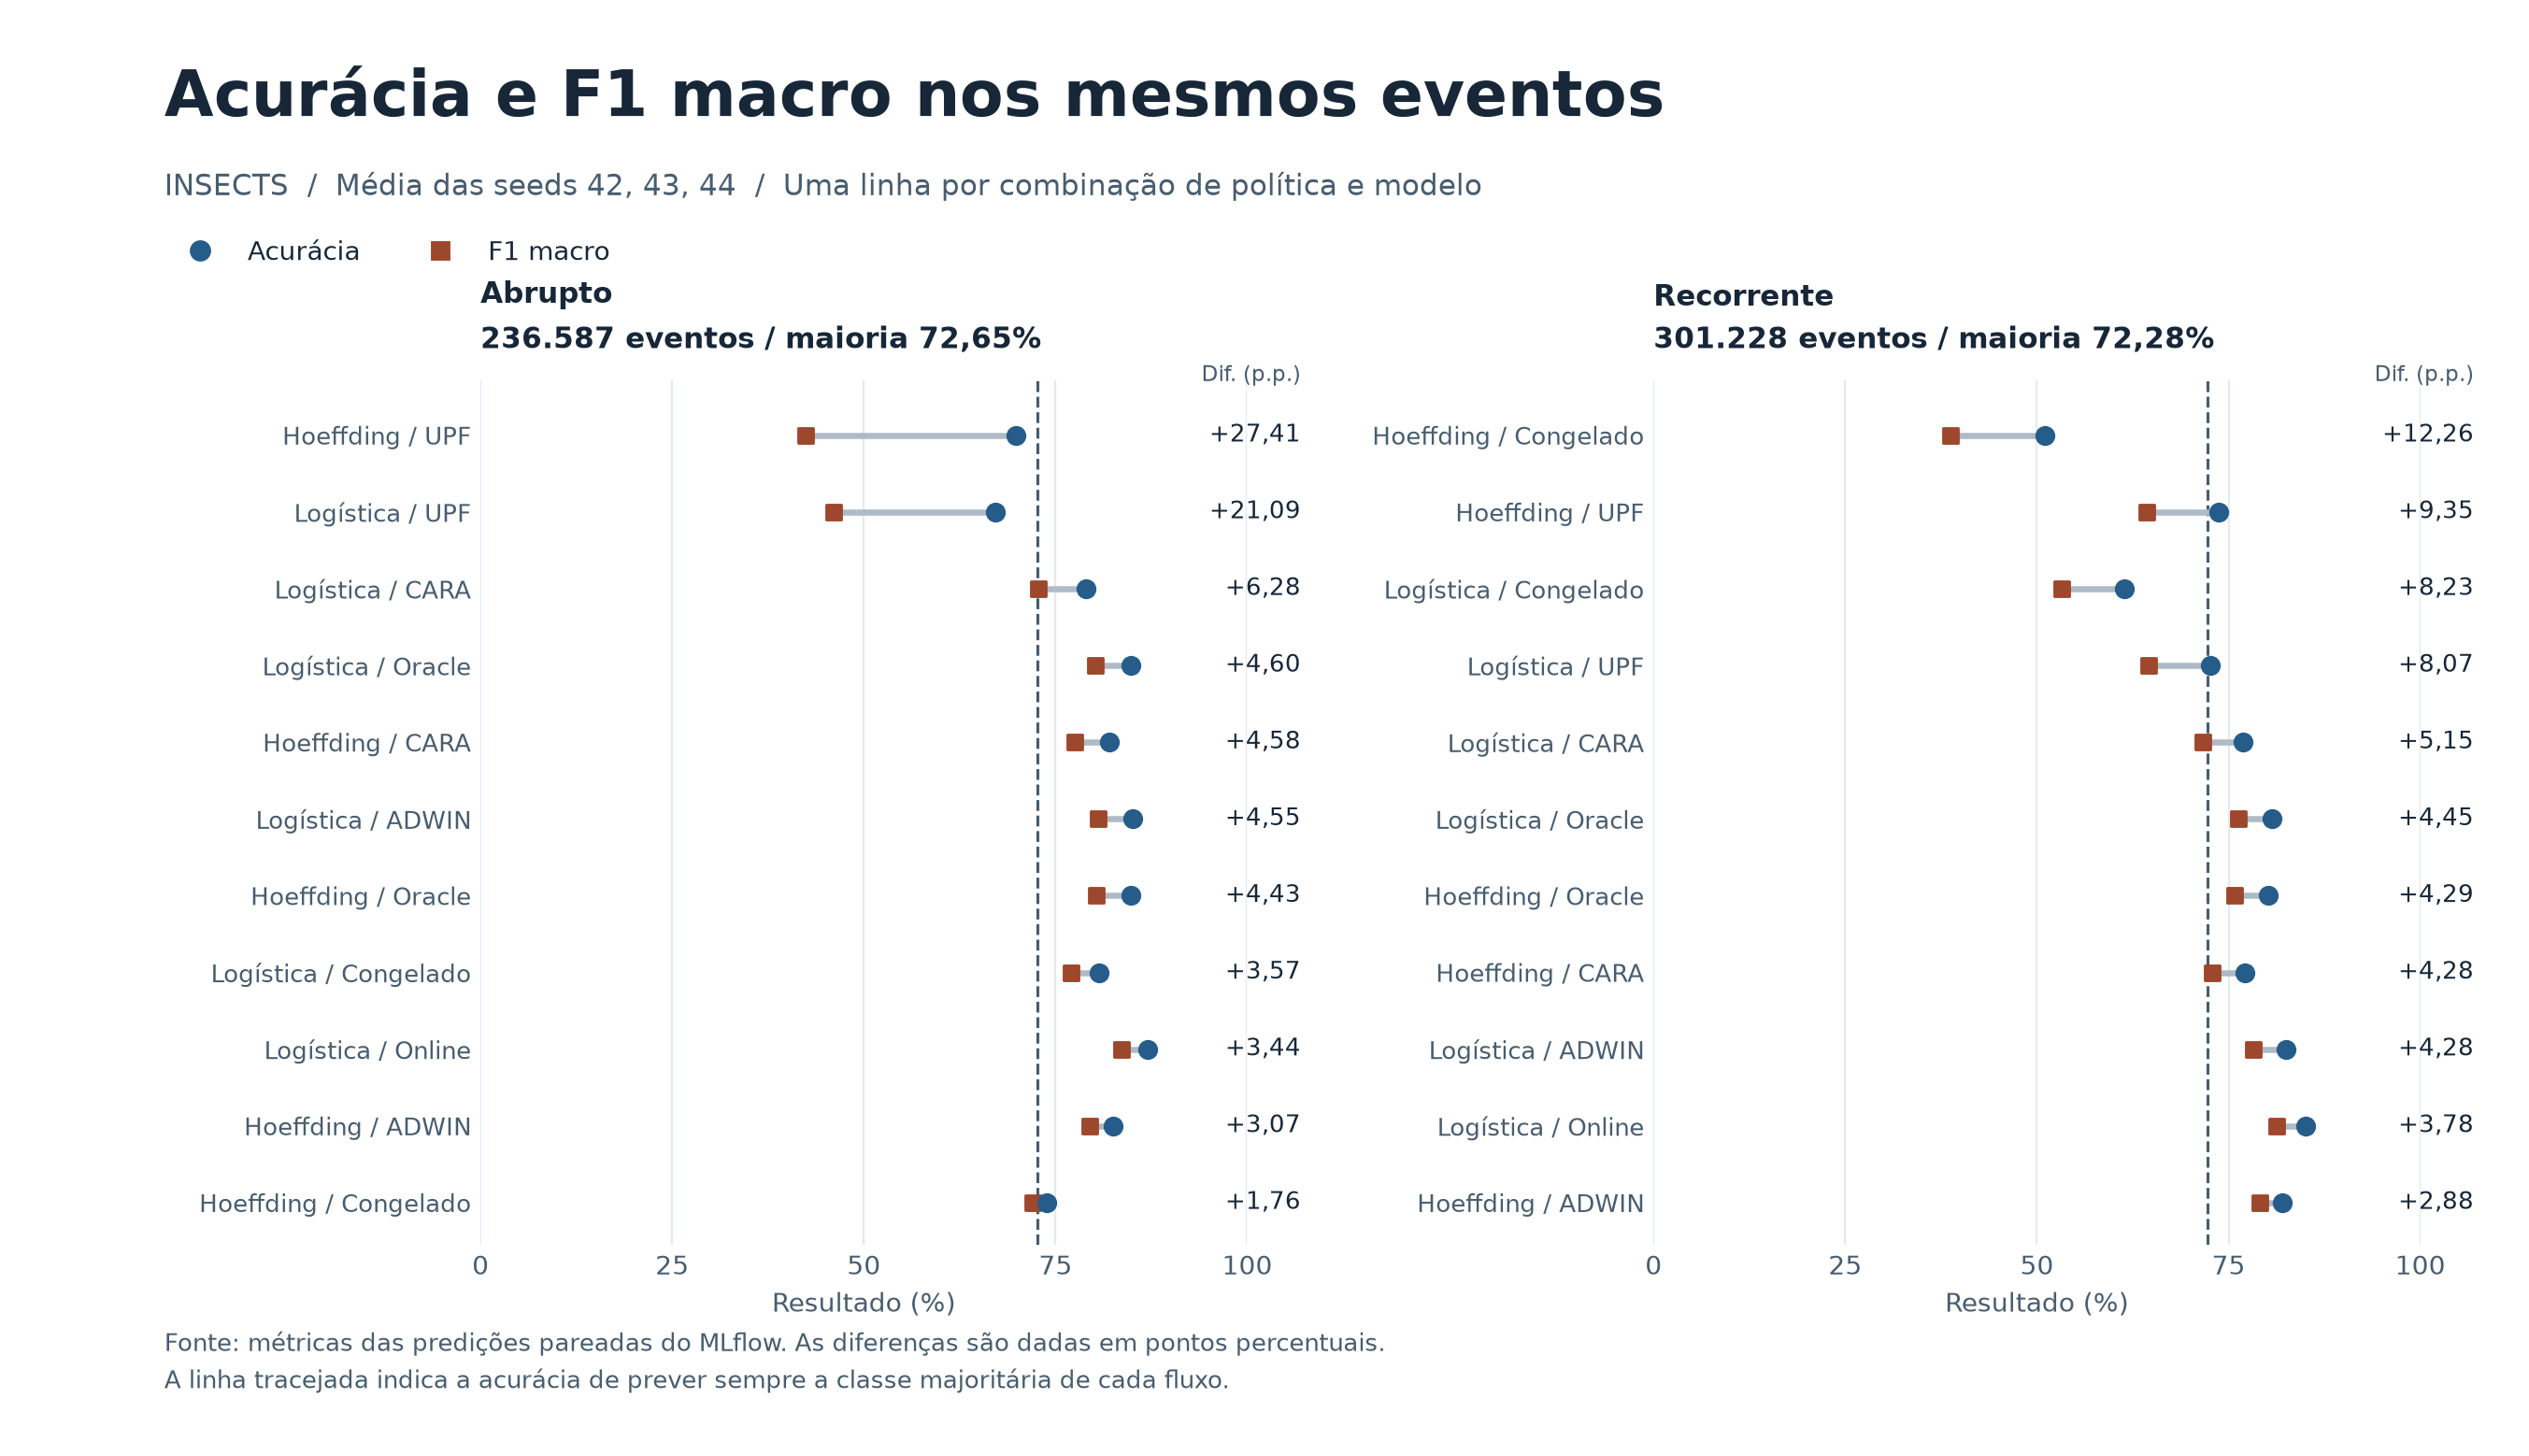 Acurácia e F1 macro nos mesmos eventos
INSECTS / Média das seeds 42, 43, 44 / Uma linha por combinação de política e modelo
Acurácia F1 macro
Abrupto
236.587 eventos / maioria 72,65%
Dif. (p.p.)
Hoeffding / UPF +27,41
Logística / UPF +21,09
Logística / CARA +6,28
Logística / Oracle +4,60
Hoeffding / CARA +4,58
Logística / ADWIN +4,55
Hoeffding / Oracle +4,43
Logística / Congelado +3,57
Logística / Online +3,44
Hoeffding / ADWIN +3,07
Hoeffding / Congelado +1,76
0 25 50 75 100
Resultado (%)
Recorrente
301.228 eventos / maioria 72,28%
Dif. (p.p.)
Hoeffding / Congelado +12,26
Hoeffding / UPF +9,35
Logística / Congelado +8,23
Logística / UPF +8,07
Logística / CARA +5,15
Logística / Oracle +4,45
Hoeffding / Oracle +4,29
Hoeffding / CARA +4,28
Logística / ADWIN +4,28
Logística / Online +3,78
Hoeffding / ADWIN +2,88
0 25 50 75 100
Resultado (%)
Fonte: métricas das predições pareadas do MLflow. As diferenças são dadas em pontos percentuais.
A linha tracejada indica a acurácia de prever sempre a classe majoritária de cada fluxo.